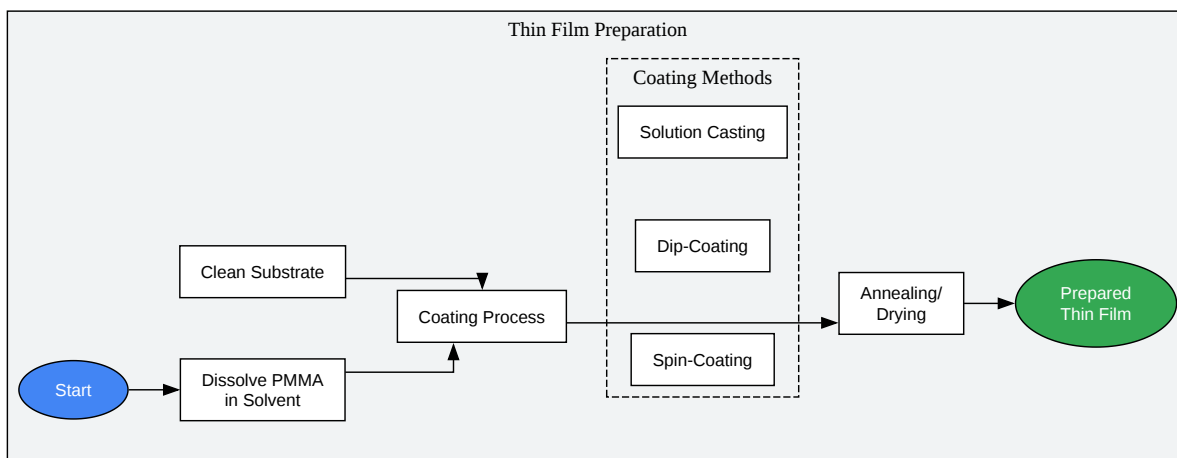 Thin Film Preparation
Coating Methods
Solution Casting
Dip-Coating
Spin-Coating
Clean Substrate
Coating Process
Start
Dissolve PMMA
in Solvent
Annealing/
Drying
Prepared
Thin Film